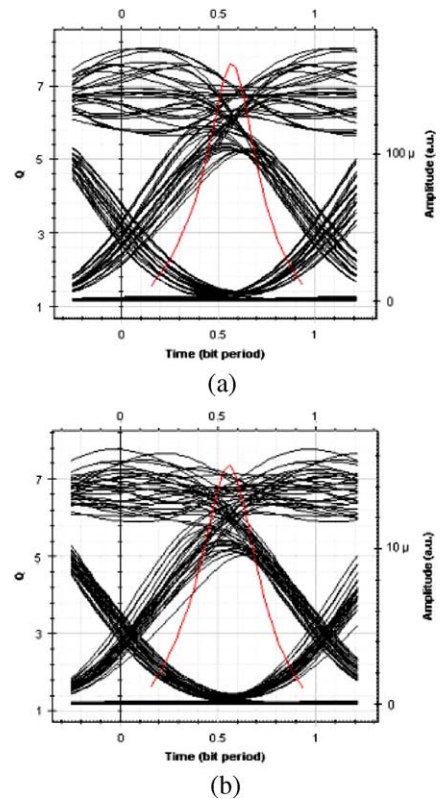 0 0.5 1
7
5
3
1
Q
100 µ
0
Amplitude (a.u.)
0 0.5 1
Time (bit period)
(a)
0 0.5 1
7
5
3
1
Q
10 µ
0
Amplitude (a.u.)
0 0.5 1
Time (bit period)
(b)